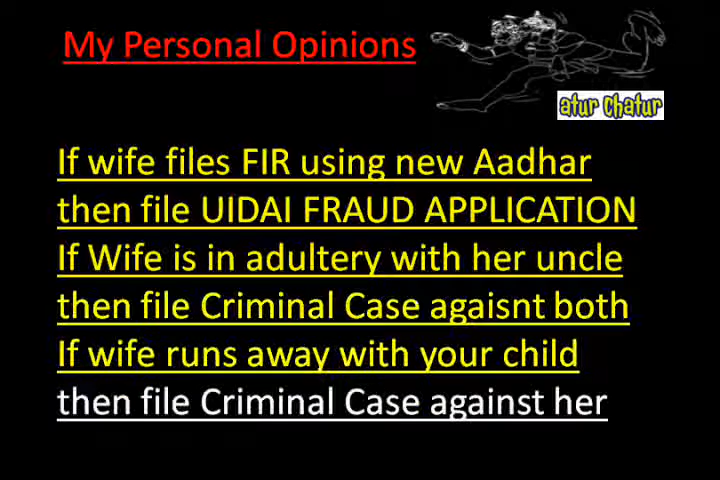 My Personal Opinions
atur Chatur
If wife files FIR using new Aadhar
then file UIDAI FRAUD APPLICATION
If Wife is in adultery with her uncle
then file Criminal Case agaisnt both
If wife runs away with your child
then file Criminal Case against her